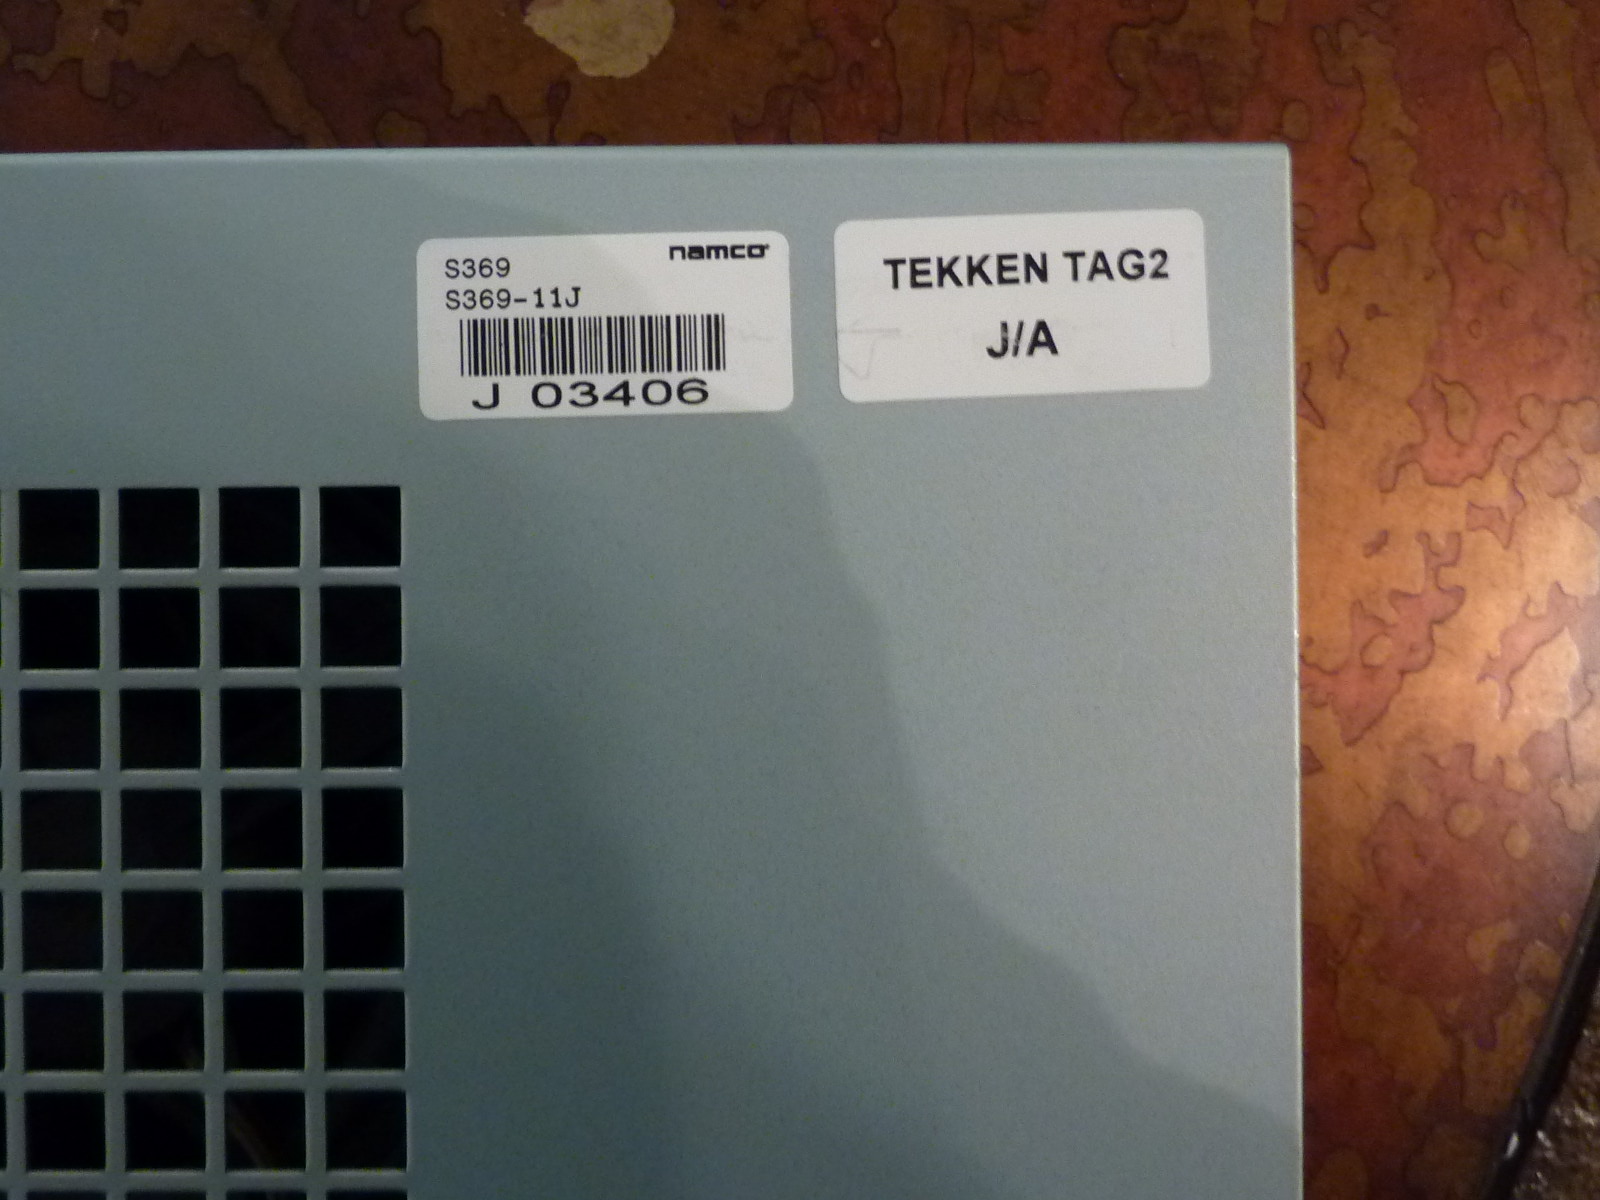 namco
S369
S369-11J
J 03406
TEKKEN TAG2
J/A